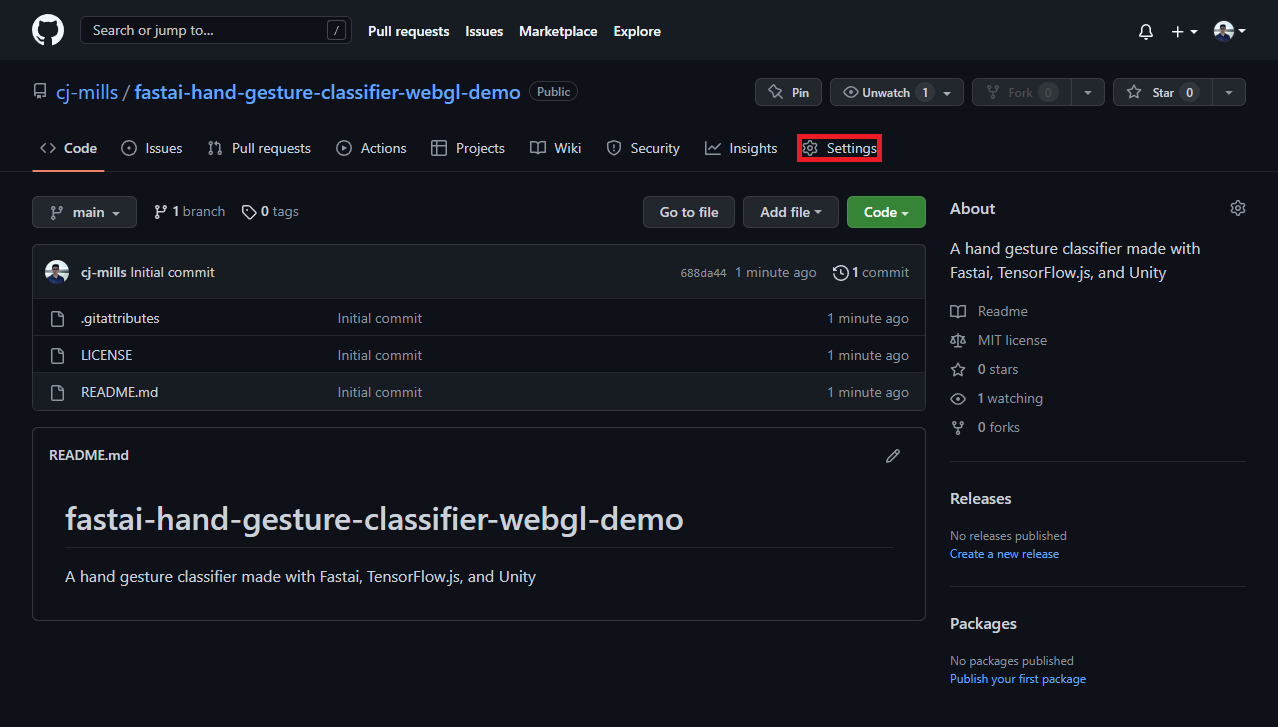 Search or jump to... /
Pull requests Issues Marketplace Explore
cj-mills / fastai-hand-gesture-classifier-webgl-demo Public
Pin Unwatch 1 Fork 0 Star 0
Code Issues Pull requests Actions Projects Wiki Security Insights Settings
main 1 branch 0 tags
Go to file Add file Code
cj-mills Initial commit 688da44 1 minute ago 1 commit
.gitattributes Initial commit 1 minute ago
LICENSE Initial commit 1 minute ago
README.md Initial commit 1 minute ago
README.md
fastai-hand-gesture-classifier-webgl-demo
A hand gesture classifier made with Fastai, TensorFlow.js, and Unity
About
A hand gesture classifier made with
Fastai, TensorFlow.js, and Unity
Readme
MIT license
0 stars
1 watching
0 forks
Releases
No releases published
Create a new release
Packages
No packages published
Publish your first package